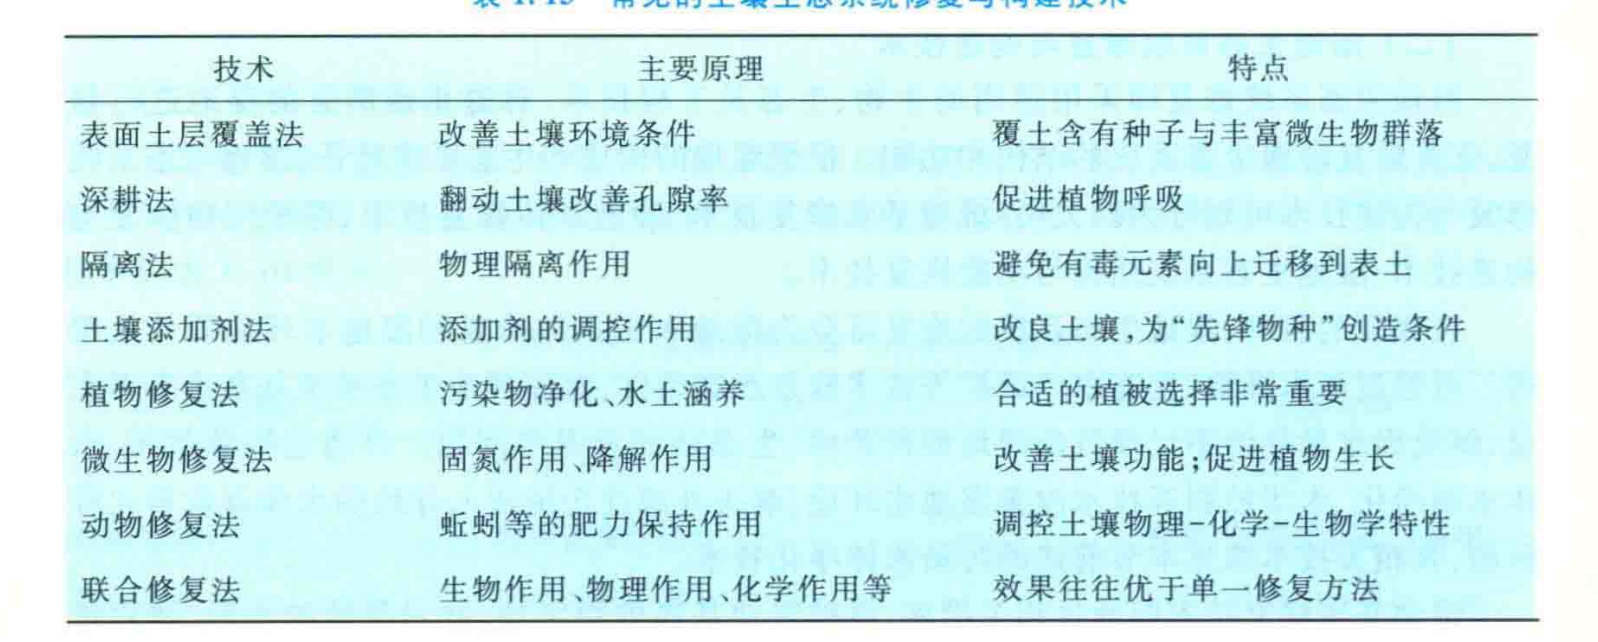 技术 主要原理 特点
表面土层覆盖法 改善土壤环境条件 覆土含有种子与丰富微生物群落
深耕法 翻动土壤改善孔隙率 促进植物呼吸
隔离法 物理隔离作用 避免有毒元素向上迁移到表土
土壤添加剂法 添加剂的调控作用 改良土壤,为“先锋物种”创造条件
植物修复法 污染物净化、水土涵养 合适的植被选择非常重要
微生物修复法 固氮作用、降解作用 改善土壤功能;促进植物生长
动物修复法 蚯蚓等的肥力保持作用 调控土壤物理-化学-生物学特性
联合修复法 生物作用、物理作用、化学作用等 效果往往优于单一修复方法